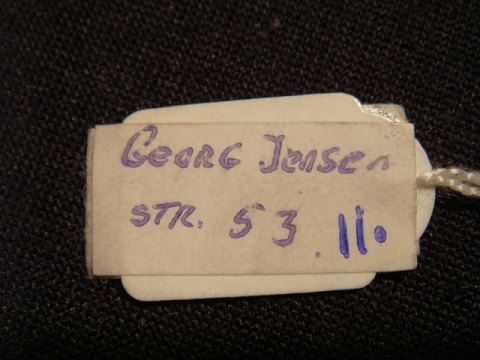 Georg Jensen
STR. 53 .110